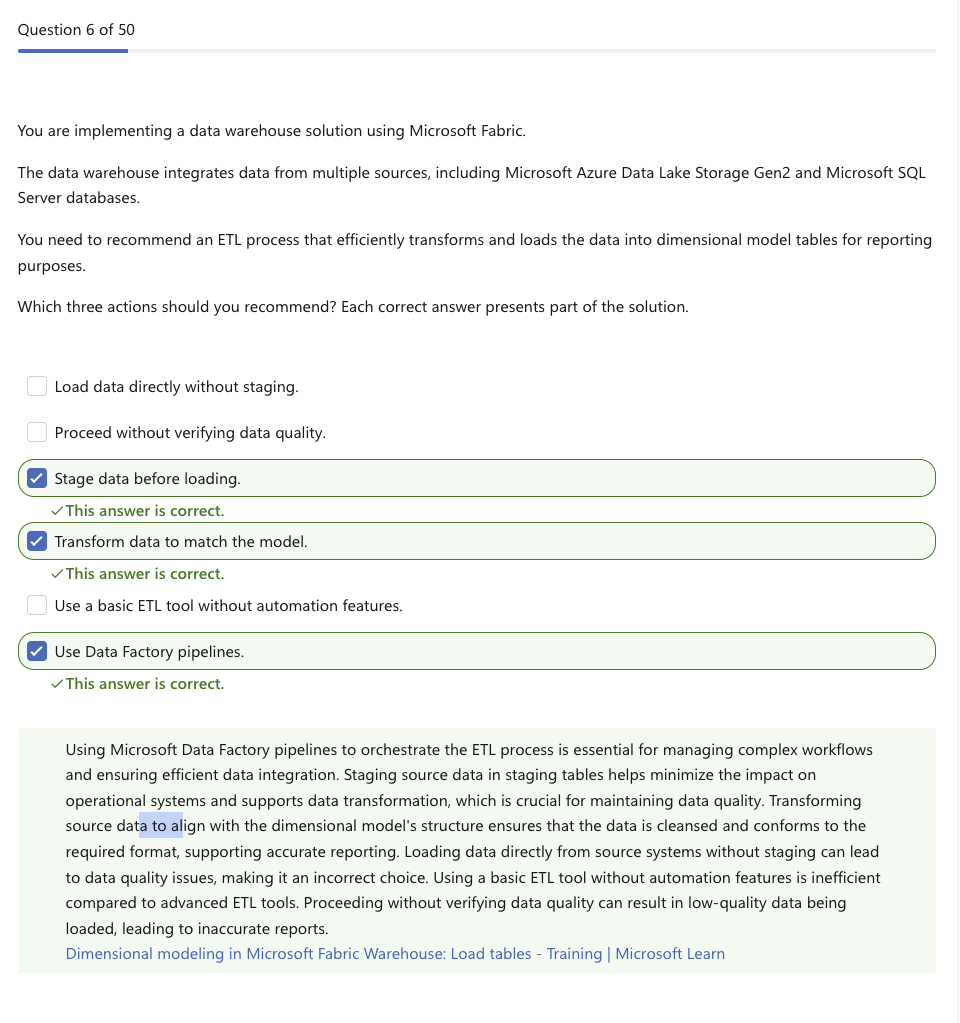 Question 6 of 50
You are implementing a data warehouse solution using Microsoft Fabric.
The data warehouse integrates data from multiple sources, including Microsoft Azure Data Lake Storage Gen2 and Microsoft SQL
Server databases.
You need to recommend an ETL process that efficiently transforms and loads the data into dimensional model tables for reporting
purposes.
Which three actions should you recommend? Each correct answer presents part of the solution.
Load data directly without staging.
Proceed without verifying data quality.
Stage data before loading.
✓This answer is correct.
Transform data to match the model.
✓This answer is correct.
Use a basic ETL tool without automation features.
Use Data Factory pipelines.
✓This answer is correct.
Using Microsoft Data Factory pipelines to orchestrate the ETL process is essential for managing complex workflows
and ensuring efficient data integration. Staging source data in staging tables helps minimize the impact on
operational systems and supports data transformation, which is crucial for maintaining data quality. Transforming
source data to align with the dimensional model's structure ensures that the data is cleansed and conforms to the
required format, supporting accurate reporting. Loading data directly from source systems without staging can lead
to data quality issues, making it an incorrect choice. Using a basic ETL tool without automation features is inefficient
compared to advanced ETL tools. Proceeding without verifying data quality can result in low-quality data being
loaded, leading to inaccurate reports.
Dimensional modeling in Microsoft Fabric Warehouse: Load tables - Training | Microsoft Learn